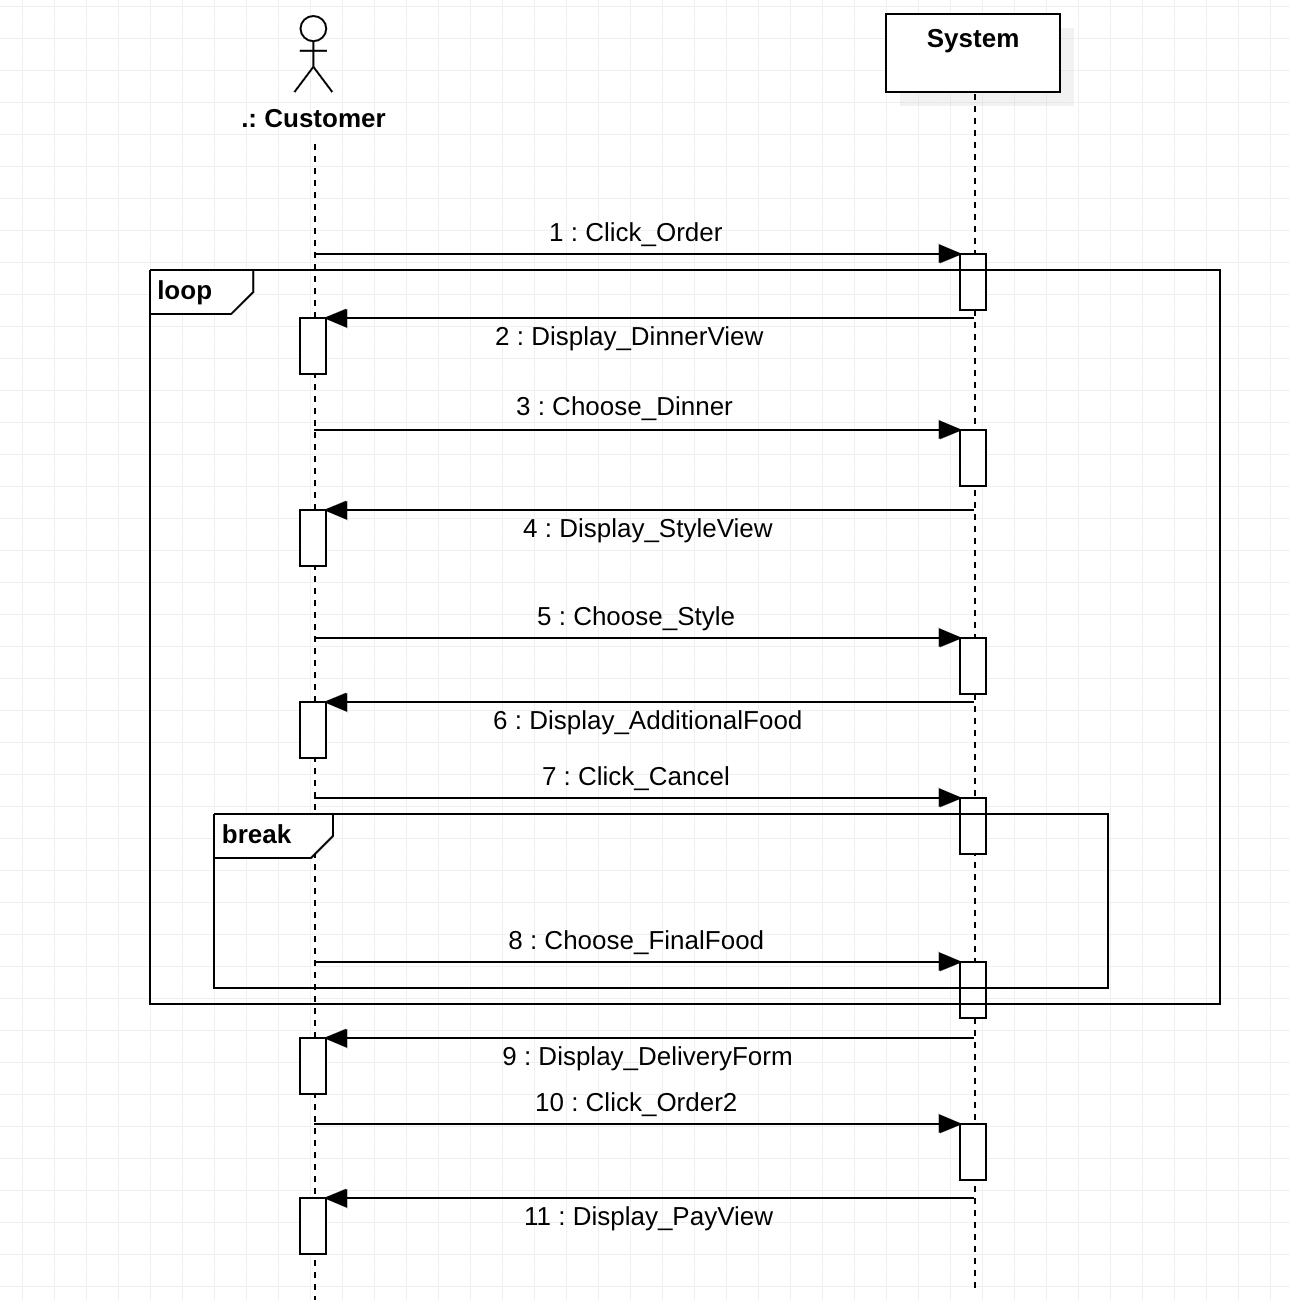 System
.: Customer
1 : Click_Order
loop
2 : Display_DinnerView
3 : Choose_Dinner
4 : Display_StyleView
5 : Choose_Style
6 : Display_AdditionalFood
7 : Click_Cancel
break
8 : Choose_FinalFood
9 : Display_DeliveryForm
10 : Click_Order2
11 : Display_PayView